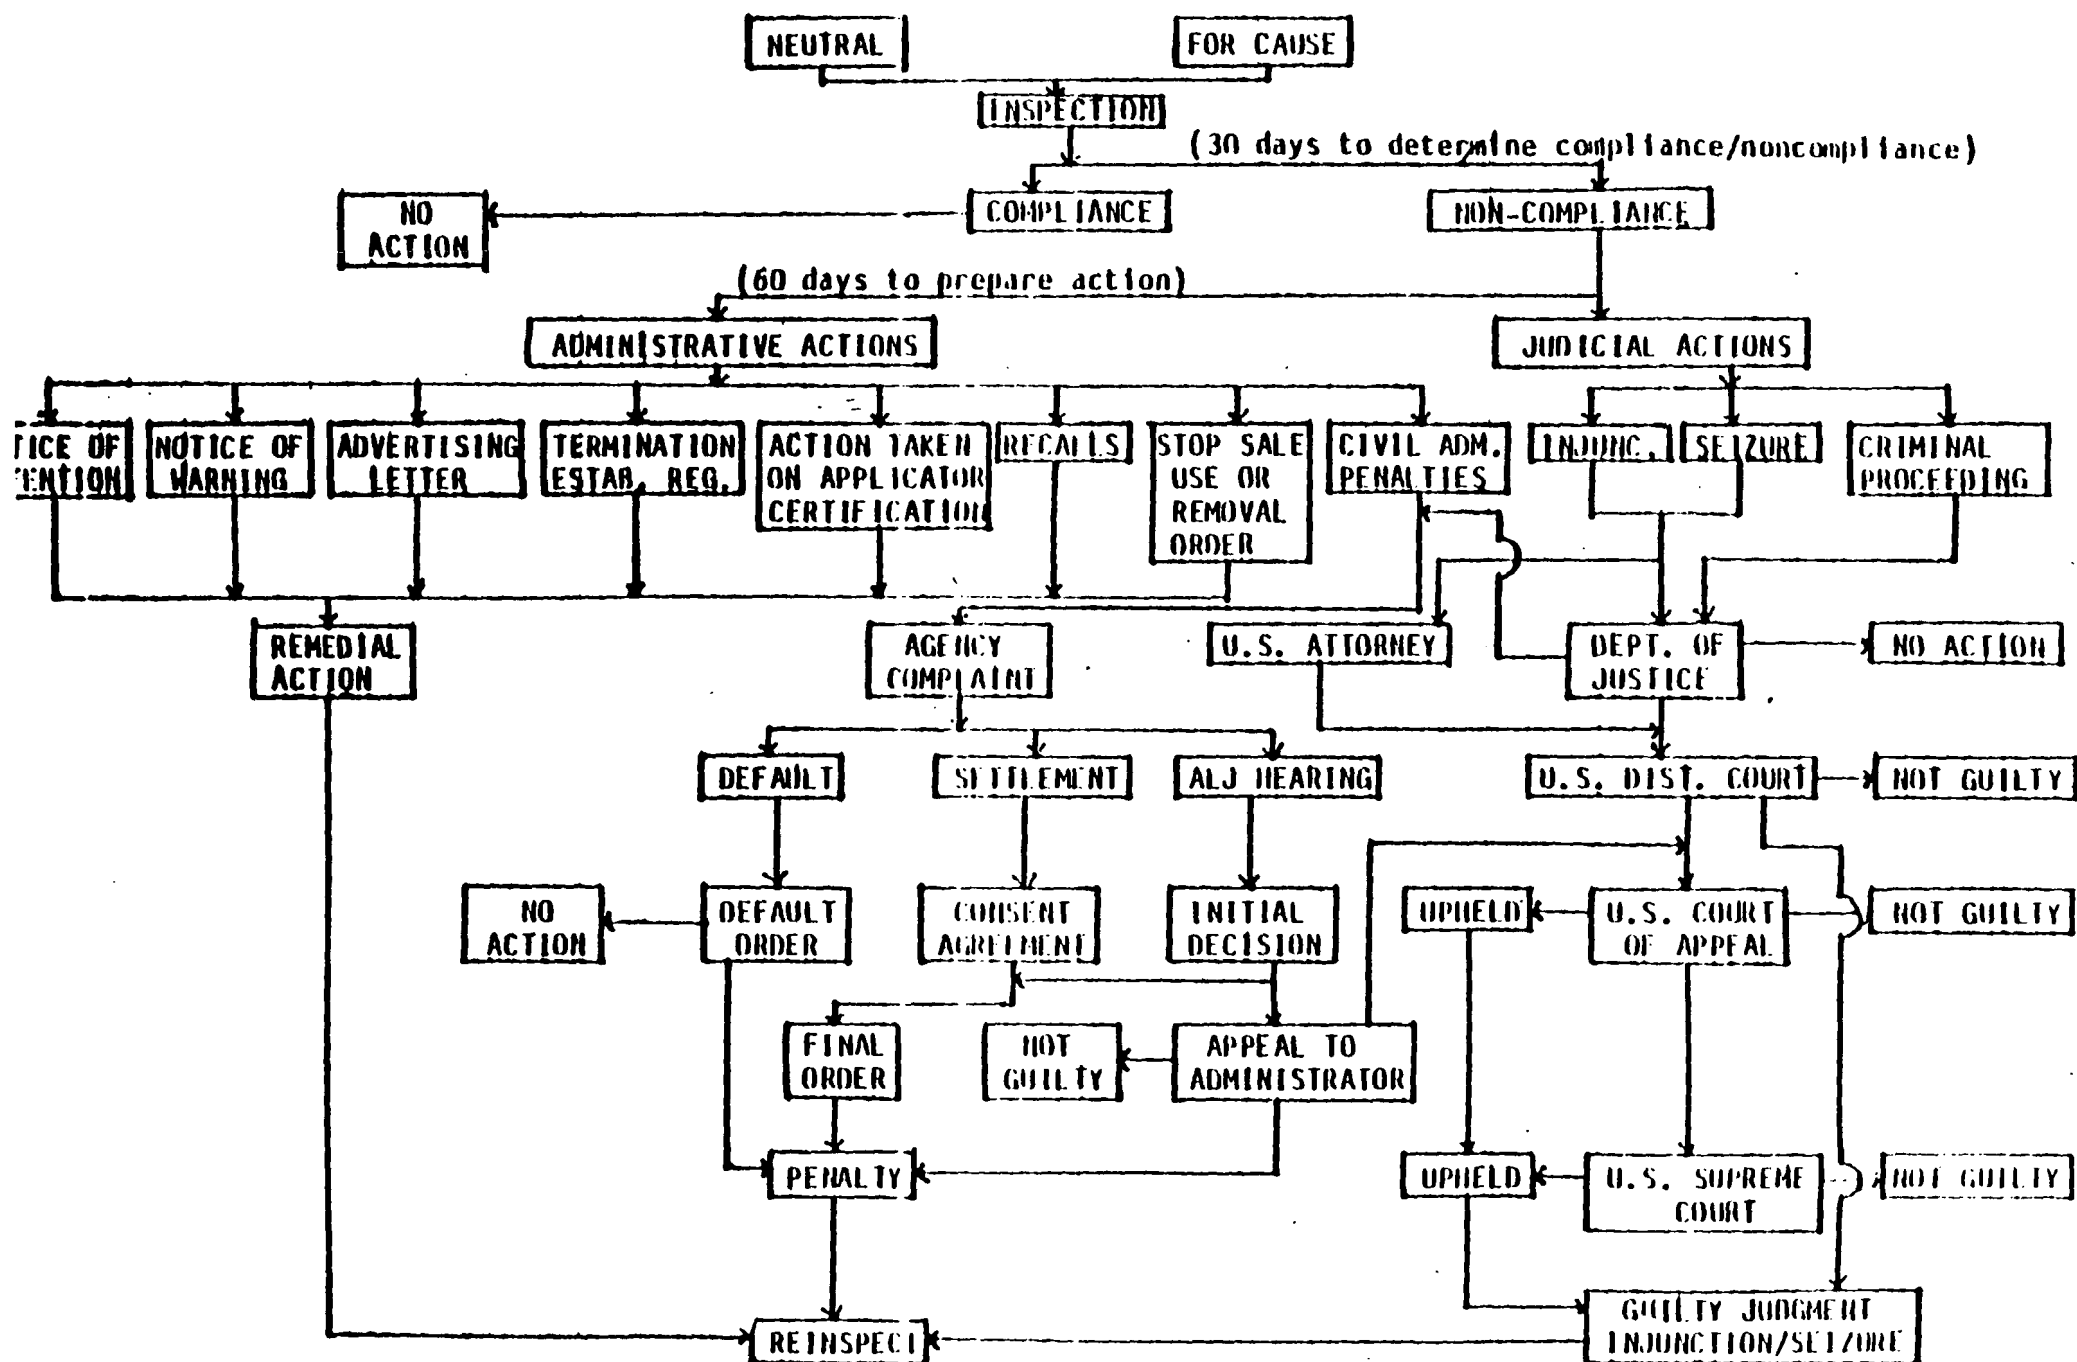 NEUTRAL
FOR CAUSE
INSPECTION
(30 days to determine compliance/noncompliance)
NO
ACTION
COMPLIANCE
NON-COMPLIANCE
(60 days to prepare action)
ADMINISTRATIVE ACTIONS
JUDICIAL ACTIONS
TICE OF
ENTION
NOTICE OF
WARNING
ADVERTISING
LETTER
TERMINATION
ESTAB. REG.
ACTION TAKEN
ON APPLICATOR
CERTIFICATION
RECALLS
STOP SALE
USE OR
REMOVAL
ORDER
CIVIL ADM.
PENALTIES
INJUNC.
SEIZURE
CRIMINAL
PROCEEDING
REMEDIAL
ACTION
AGENCY
COMPLAINT
U.S. ATTORNEY
DEPT. OF
JUSTICE
NO ACTION
DEFAULT
SETTLEMENT
ALJ HEARING
U.S. DIST. COURT
NOT GUILTY
NO
ACTION
DEFAULT
ORDER
CONSENT
AGREEMENT
INITIAL
DECISION
UPHELD
U.S. COURT
OF APPEAL
NOT GUILTY
FINAL
ORDER
NOT
GUILTY
APPEAL TO
ADMINISTRATOR
PENALTY
UPHELD
U.S. SUPREME
COURT
NOT GUILTY
REINSPECT
GUILTY JUDGMENT
INJUNCTION/SEIZURE